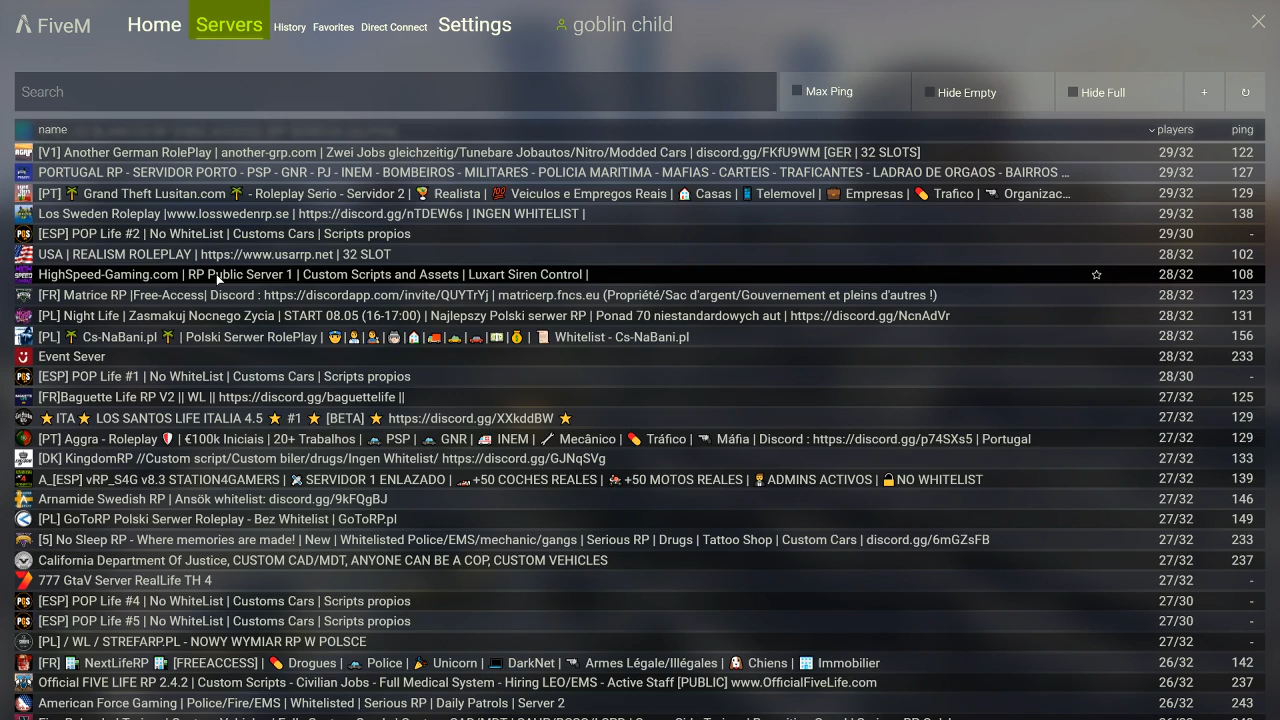 FiveM Home Servers History Favorites Direct Connect Settings goblin child
Search Max Ping Hide Empty Hide Full +
name players ping
[V1] Another German RolePlay | another-grp.com | Zwei Jobs gleichzeitig/Tunebare Jobautos/Nitro/Modded Cars | discord.gg/FKfU9WM [GER | 32 SLOTS] 29/32 122
PORTUGAL RP - SERVIDOR PORTO - PSP - GNR - PJ - INEM - BOMBEIROS - MILITARES - POLICIA MARITIMA - MAFIAS - CARTEIS - TRAFICANTES - LADRAO DE ORGAOS - BAIRROS ... 29/32 127
[PT] 🌴 Grand Theft Lusitan.com 🌴 - Roleplay Serio - Servidor 2 | 🏆 Realista | 💯 Veiculos e Empregos Reais | 🏠 Casas | 📱 Telemovel | 💼 Empresas | 💊 Trafico | 🔫 Organizac... 29/32 129
Los Sweden Roleplay |www.losswedenrp.se | https://discord.gg/nTDEW6s | INGEN WHITELIST | 29/32 138
[ESP] POP Life #2 | No WhiteList | Customs Cars | Scripts propios 29/30 -
USA | REALISM ROLEPLAY | https://www.usarrp.net | 32 SLOT 28/32 102
HighSpeed-Gaming.com | RP Public Server 1 | Custom Scripts and Assets | Luxart Siren Control | 28/32 108
[FR] Matrice RP |Free-Access| Discord : https://discordapp.com/invite/QUYTrYj | matricerp.fncs.eu (Propriété/Sac d'argent/Gouvernement et pleins d'autres !) 28/32 123
[PL] Night Life | Zasmakuj Nocnego Zycia | START 08.05 (16-17:00) | Najlepszy Polski serwer RP | Ponad 70 niestandardowych aut | https://discord.gg/NcnAdVr 28/32 131
[PL] 🌴 Cs-NaBani.pl 🌴 | Polski Serwer RolePlay | Whitelist - Cs-NaBani.pl 28/32 156
Event Sever 28/32 233
[ESP] POP Life #1 | No WhiteList | Customs Cars | Scripts propios 28/30 -
[FR]Baguette Life RP V2 || WL || https://discord.gg/baguettelife || 27/32 125
⭐ITA⭐ LOS SANTOS LIFE ITALIA 4.5 ⭐ #1 ⭐ [BETA] ⭐ https://discord.gg/XXkddBW ⭐ 27/32 129
[PT] Aggra - Roleplay | €100k Iniciais | 20+ Trabalhos | PSP | GNR | INEM | Mecânico | 💊 Tráfico | 🔫 Máfia | Discord : https://discord.gg/p74SXs5 | Portugal 27/32 129
[DK] KingdomRP //Custom script/Custom biler/drugs/Ingen Whitelist/ https://discord.gg/GJNqSVg 27/32 133
A_[ESP] vRP_S4G v8.3 STATION4GAMERS | SERVIDOR 1 ENLAZADO | +50 COCHES REALES | +50 MOTOS REALES | ADMINS ACTIVOS | NO WHITELIST 27/32 139
Arnamide Swedish RP | Ansök whitelist: discord.gg/9kFQgBJ 27/32 146
[PL] GoToRP Polski Serwer Roleplay - Bez Whitelist | GoToRP.pl 27/32 149
[5] No Sleep RP - Where memories are made! | New | Whitelisted Police/EMS/mechanic/gangs | Serious RP | Drugs | Tattoo Shop | Custom Cars | discord.gg/6mGZsFB 27/32 233
California Department Of Justice, CUSTOM CAD/MDT, ANYONE CAN BE A COP, CUSTOM VEHICLES 27/32 237
777 GtaV Server RealLife TH 4 27/32 -
[ESP] POP Life #4 | No WhiteList | Customs Cars | Scripts propios 27/30 -
[ESP] POP Life #5 | No WhiteList | Customs Cars | Scripts propios 27/30 -
[PL] / WL / STREFARP.PL - NOWY WYMIAR RP W POLSCE 27/32 -
[FR] NextLifeRP [FREEACCESS] | 💊 Drogues | Police | Unicorn | DarkNet | 🔫 Armes Légale/Illégales | Chiens | Immobilier 26/32 142
Official FIVE LIFE RP 2.4.2 | Custom Scripts - Civilian Jobs - Full Medical System - Hiring LEO/EMS - Active Staff [PUBLIC] www.OfficialFiveLife.com 26/32 237
American Force Gaming | Police/Fire/EMS | Whitelisted | Serious RP | Daily Patrols | Server 2 26/32 243